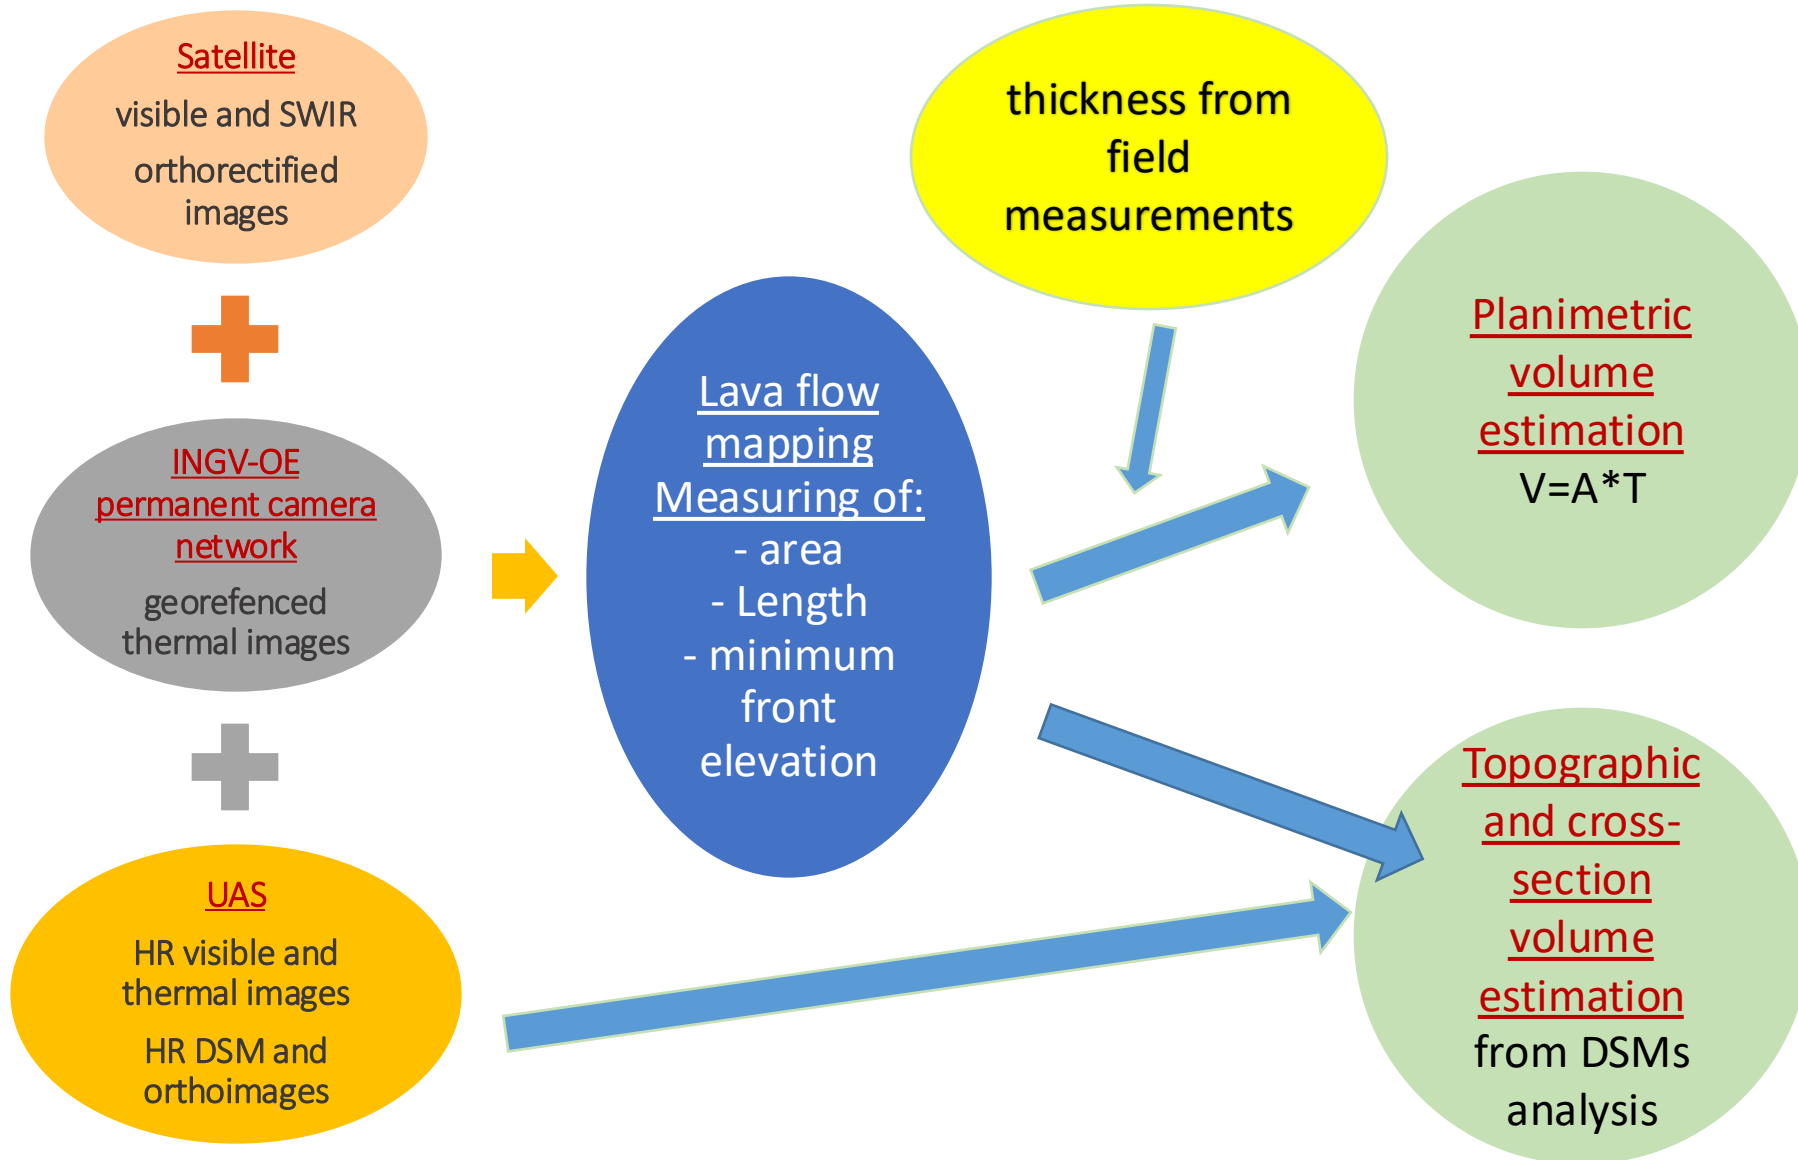 Satellite
visible and SWIR
orthorectified
images
INGV-OE
permanent camera
network
georefenced
thermal images
UAS
HR visible and
thermal images
HR DSM and
orthoimages
Lava flow
mapping
Measuring of:
- area
- Length
- minimum
front
elevation
thickness from
field
measurements
Planimetric
volume
estimation
V=A*T
Topographic
and cross-
section
volume
estimation
from DSMs
analysis